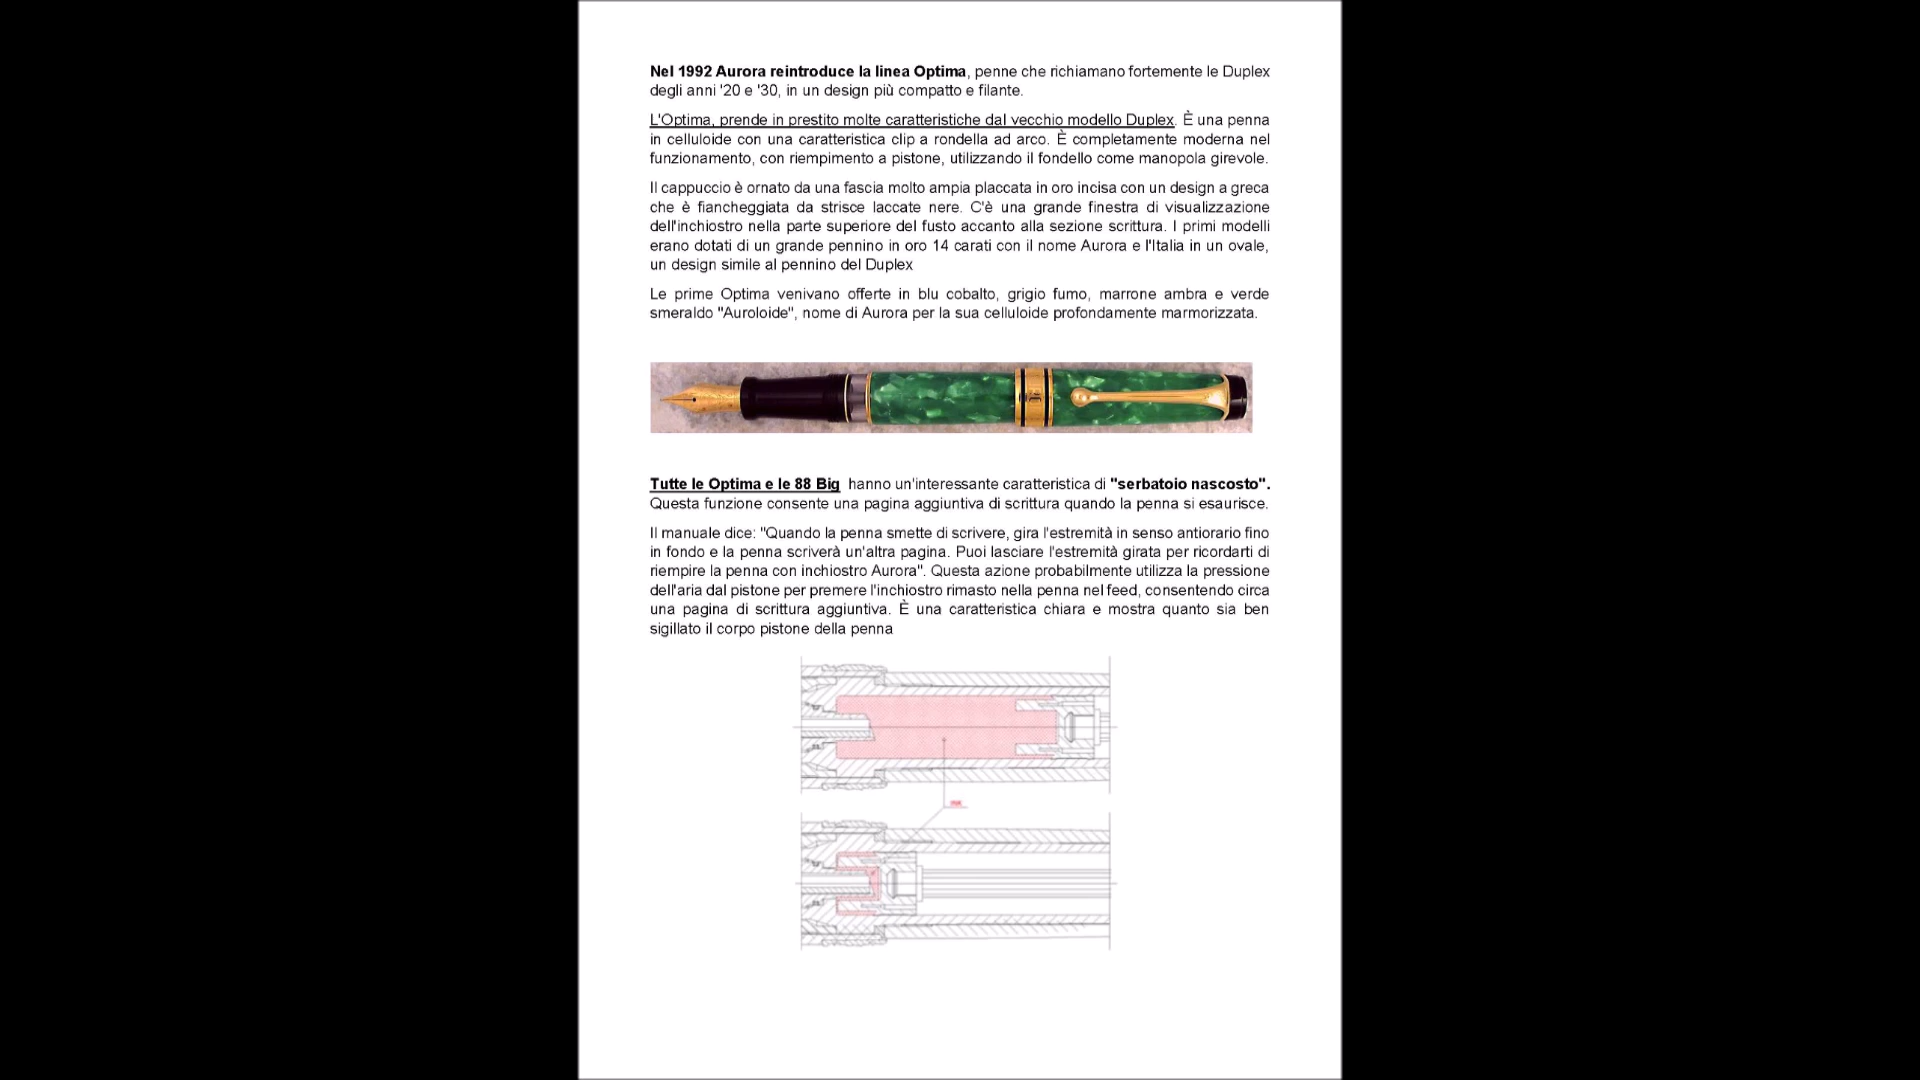 Nel 1992 Aurora reintroduce la linea Optima, penne che richiamano fortemente le Duplex
degli anni '20 e '30, in un design più compatto e filante.
L'Optima, prende in prestito molte caratteristiche dal vecchio modello Duplex. È una penna
in celluloide con una caratteristica clip a rondella ad arco. È completamente moderna nel
funzionamento, con riempimento a pistone, utilizzando il fondello come manopola girevole.
Il cappuccio è ornato da una fascia molto ampia placcata in oro incisa con un design a greca
che è fiancheggiata da strisce laccate nere. C'è una grande finestra di visualizzazione
dell'inchiostro nella parte superiore del fusto accanto alla sezione scrittura. I primi modelli
erano dotati di un grande pennino in oro 14 carati con il nome Aurora e l'Italia in un ovale,
un design simile al pennino del Duplex
Le prime Optima venivano offerte in blu cobalto, grigio fumo, marrone ambra e verde
smeraldo "Auroloide", nome di Aurora per la sua celluloide profondamente marmorizzata.
Tutte le Optima e le 88 Big hanno un'interessante caratteristica di "serbatoio nascosto".
Questa funzione consente una pagina aggiuntiva di scrittura quando la penna si esaurisce.
Il manuale dice: "Quando la penna smette di scrivere, gira l'estremità in senso antiorario fino
in fondo e la penna scriverà un'altra pagina. Puoi lasciare l'estremità girata per ricordarti di
riempire la penna con inchiostro Aurora". Questa azione probabilmente utilizza la pressione
dell'aria dal pistone per premere l'inchiostro rimasto nella penna nel feed, consentendo circa
una pagina di scrittura aggiuntiva. È una caratteristica chiara e mostra quanto sia ben
sigillato il corpo pistone della penna